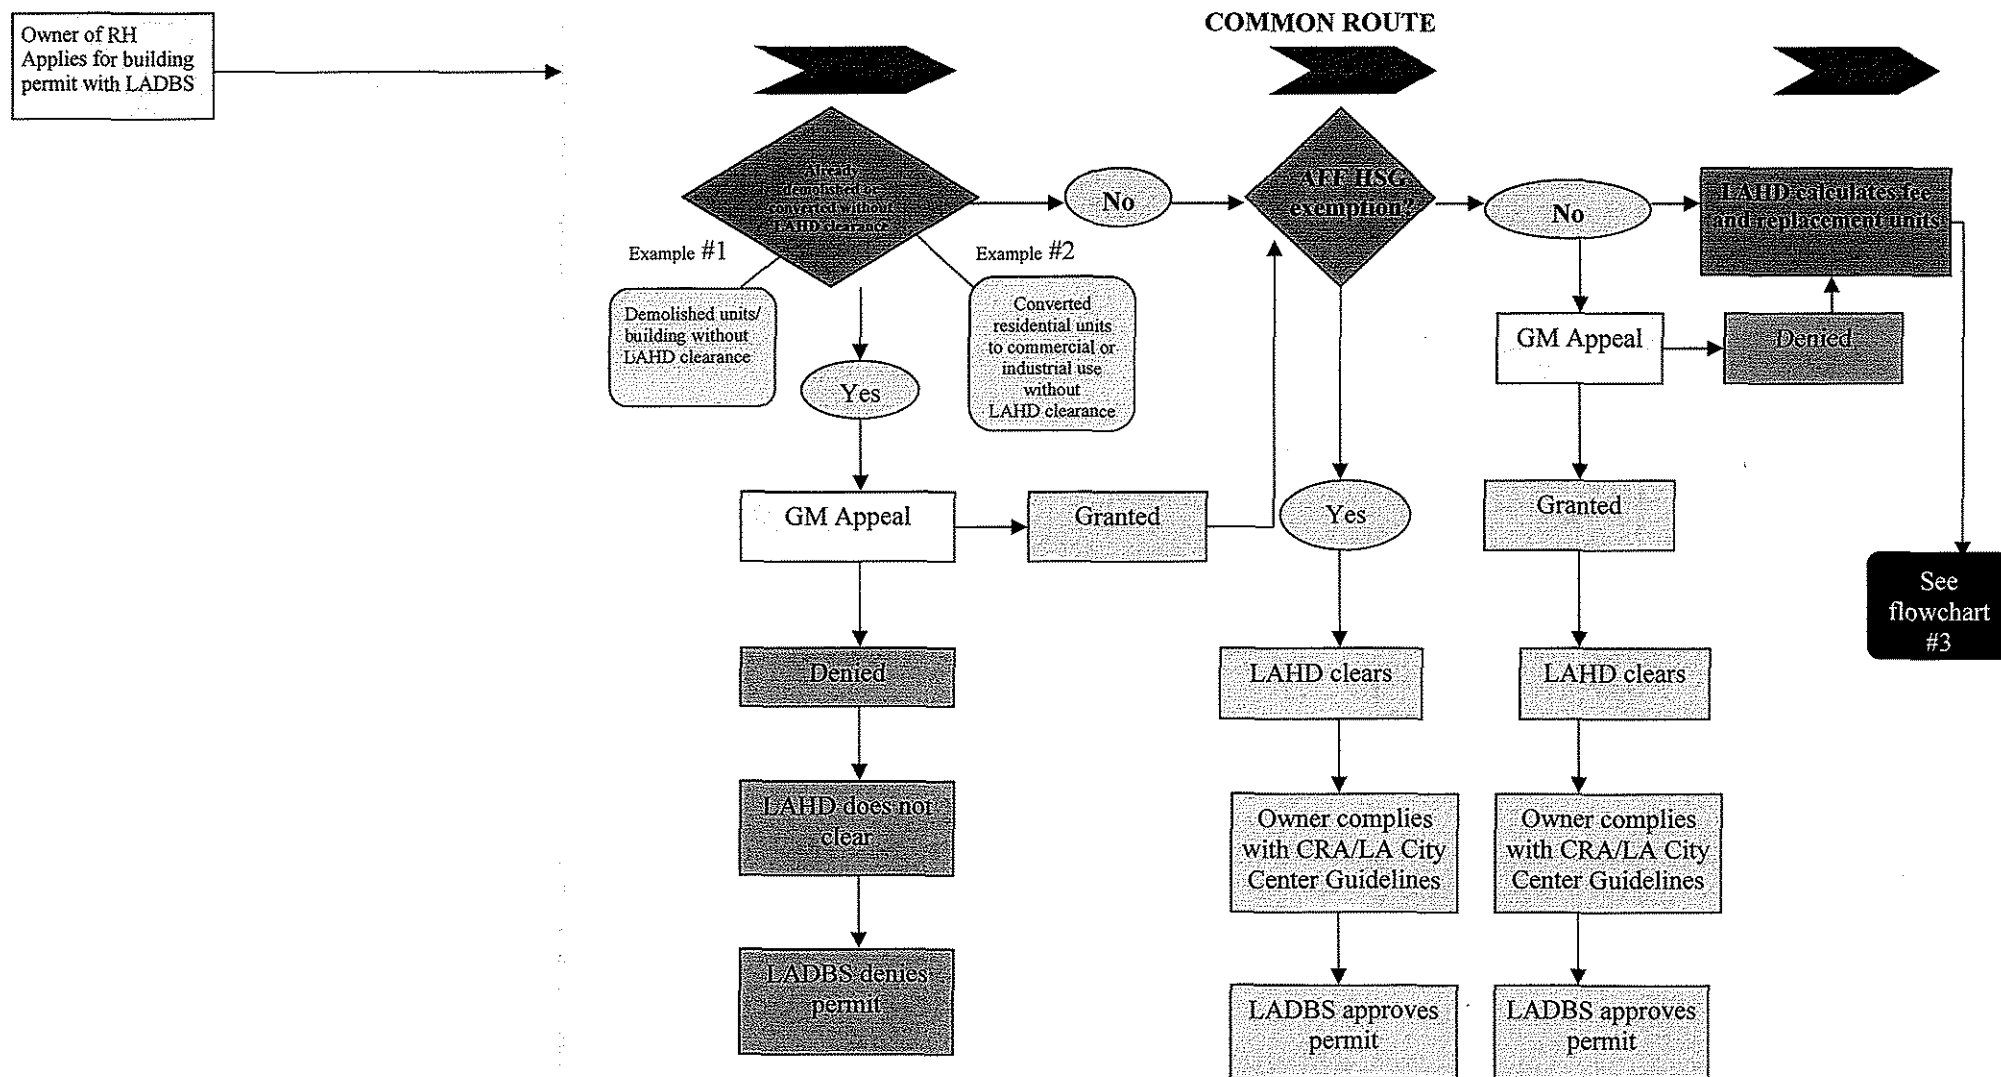 COMMON ROUTE
Owner of RH
Applies for building
permit with LADBS
Already
demolished or
converted without
LAHD clearance
No
AFF HSG
exemption?
No
LAHD calculates fee
and replacement units
Example #1
Example #2
Demolished units/
building without
LAHD clearance
Converted
residential units
to commercial or
industrial use
without
LAHD clearance
Yes
GM Appeal
Denied
GM Appeal
Granted
Yes
Granted
See
flowchart
#3
Denied
LAHD clears
LAHD clears
LAHD does not
clear
Owner complies
with CRA/LA City
Center Guidelines
Owner complies
with CRA/LA City
Center Guidelines
LADBS denies
permit
LADBS approves
permit
LADBS approves
permit